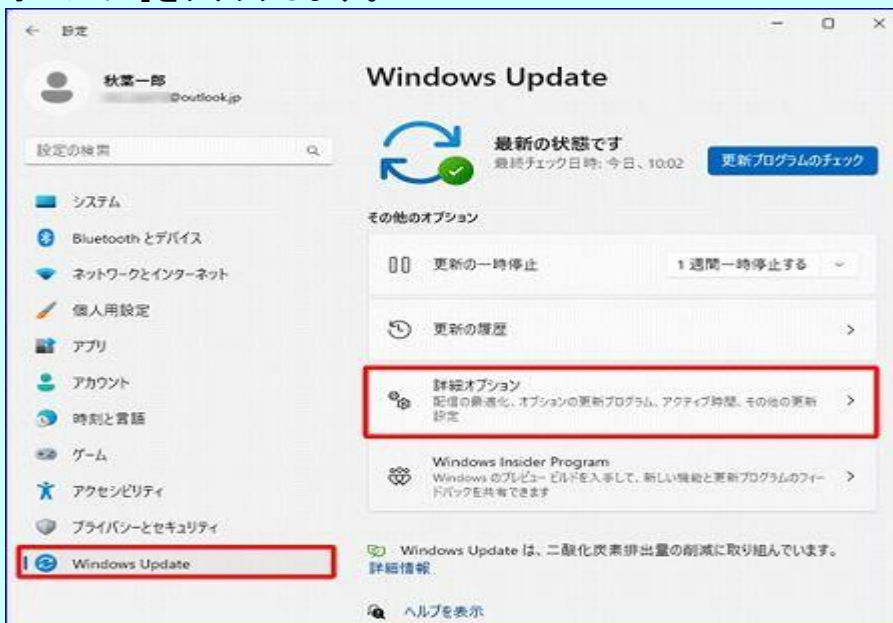 設定
秋葉一郎
@outlook.jp
設定の検索
システム
Bluetooth とデバイス
ネットワークとインターネット
個人用設定
アプリ
アカウント
時刻と言語
ゲーム
アクセシビリティ
プライバシーとセキュリティ
Windows Update
Windows Update
最新の状態です
最終チェック日時: 今日、10:02
更新プログラムのチェック
その他のオプション
更新の一時停止
1 週間一時停止する
更新の履歴
詳細オプション
配信の最適化、オプションの更新プログラム、アクティブ時間、その他の更新
設定
Windows Insider Program
Windows のプレビュー ビルドを入手して、新しい機能と更新プログラムのフィー
ドバックを共有できます
Windows Update は、二酸化炭素排出量の削減に取り組んでいます。
詳細情報
ヘルプを表示